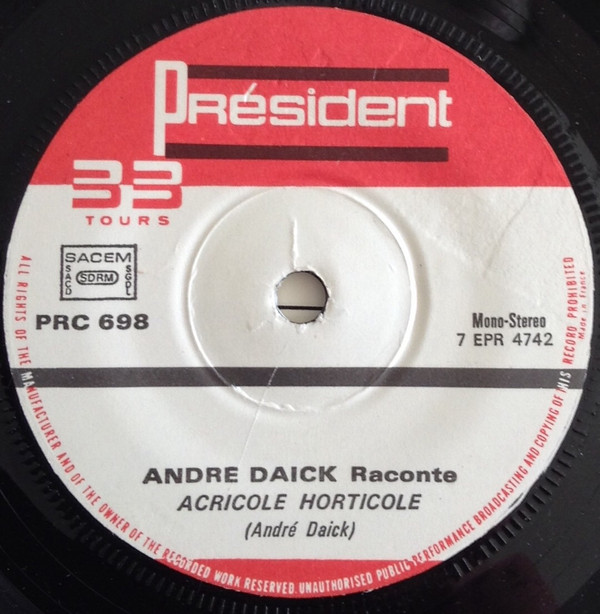 Président
33
TOURS
SACEM
SACD
SDRM
SGDL
PRC 698
Mono-Stereo
7 EPR 4742
ANDRE DAICK Raconte
ACRICOLE HORTICOLE
(André Daick)
ALL RIGHTS OF THE MANUFACTURER AND OF THE OWNER OF THE RECORDED WORK RESERVED. UNAUTHORISED PUBLIC PERFORMANCE BROADCASTING AND COPYING OF THIS RECORD PROHIBITED
Made in France